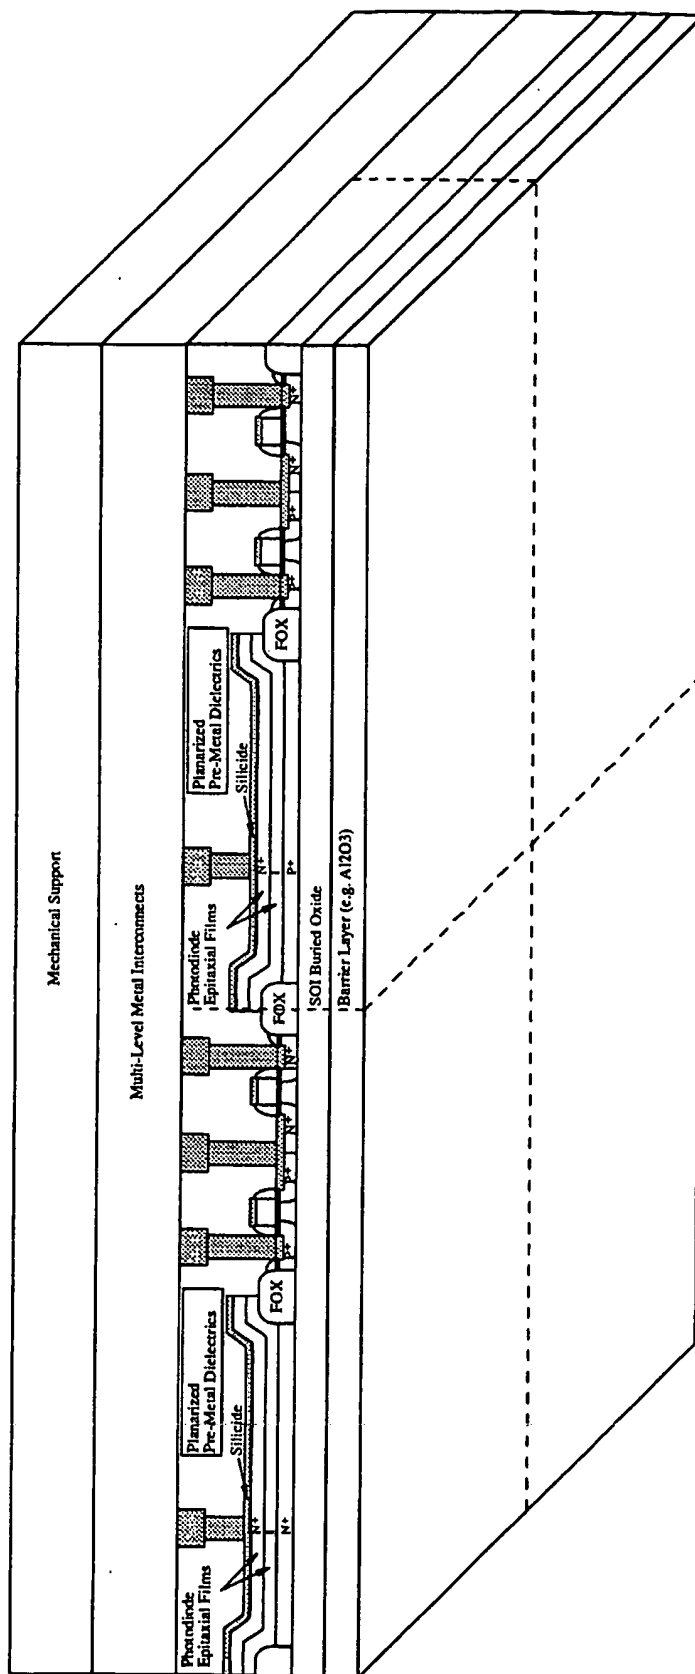 Mechanical Support
Multi-Level Metal Interconnects
Photodiode
Epitaxial Films
Planarized
Pre-Metal Dielectrics
Silicide
N+
N+
FOX
P+
P+
N+
N+
FOX
Photodiode
Epitaxial Films
Planarized
Pre-Metal Dielectrics
Silicide
N+
P+
FOX
P+
P+
N+
N+
SOI Buried Oxide
Barrier Layer (e.g. Al2O3)